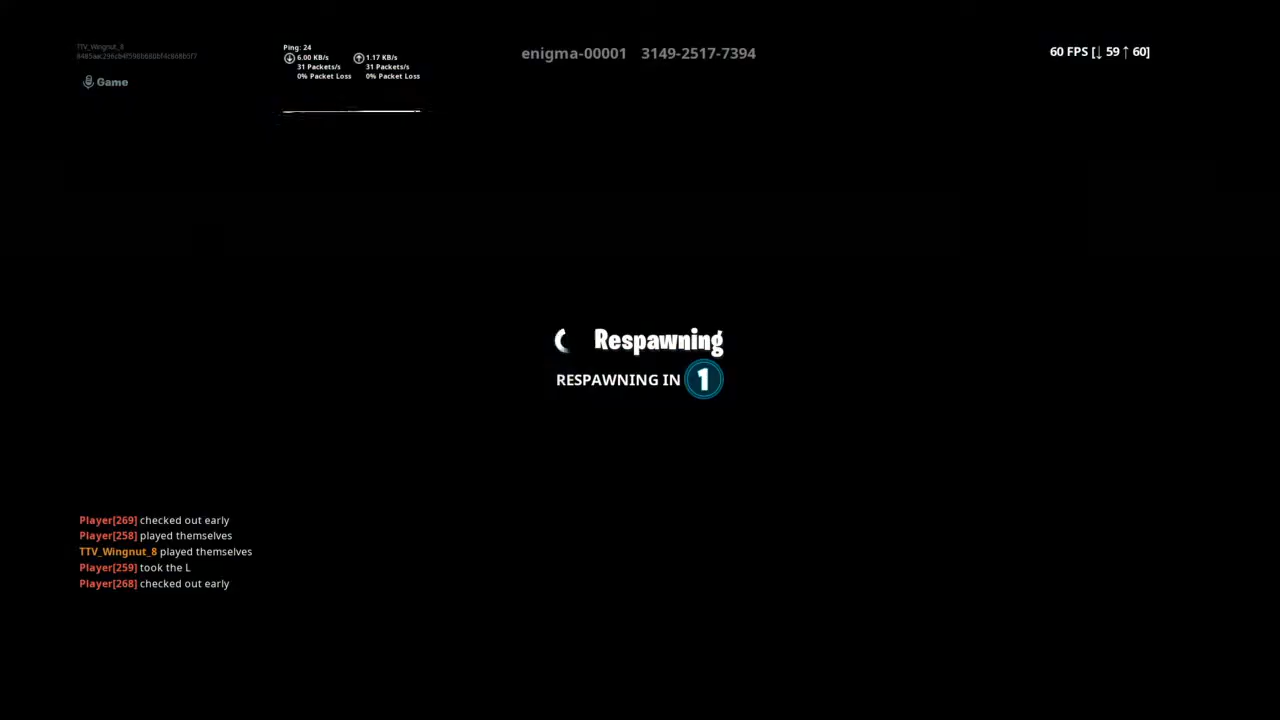 TTV_Wingnut_8
Game
Ping: 24
6.00 KB/s
31 Packets/s
0% Packet Loss
1.17 KB/s
31 Packets/s
0% Packet Loss
enigma-00001 3149-2517-7394
60 FPS [↓ 59 ↑ 60]
Respawning
RESPAWNING IN 1
Player[269] checked out early
Player[258] played themselves
TTV_Wingnut_8 played themselves
Player[259] took the L
Player[268] checked out early